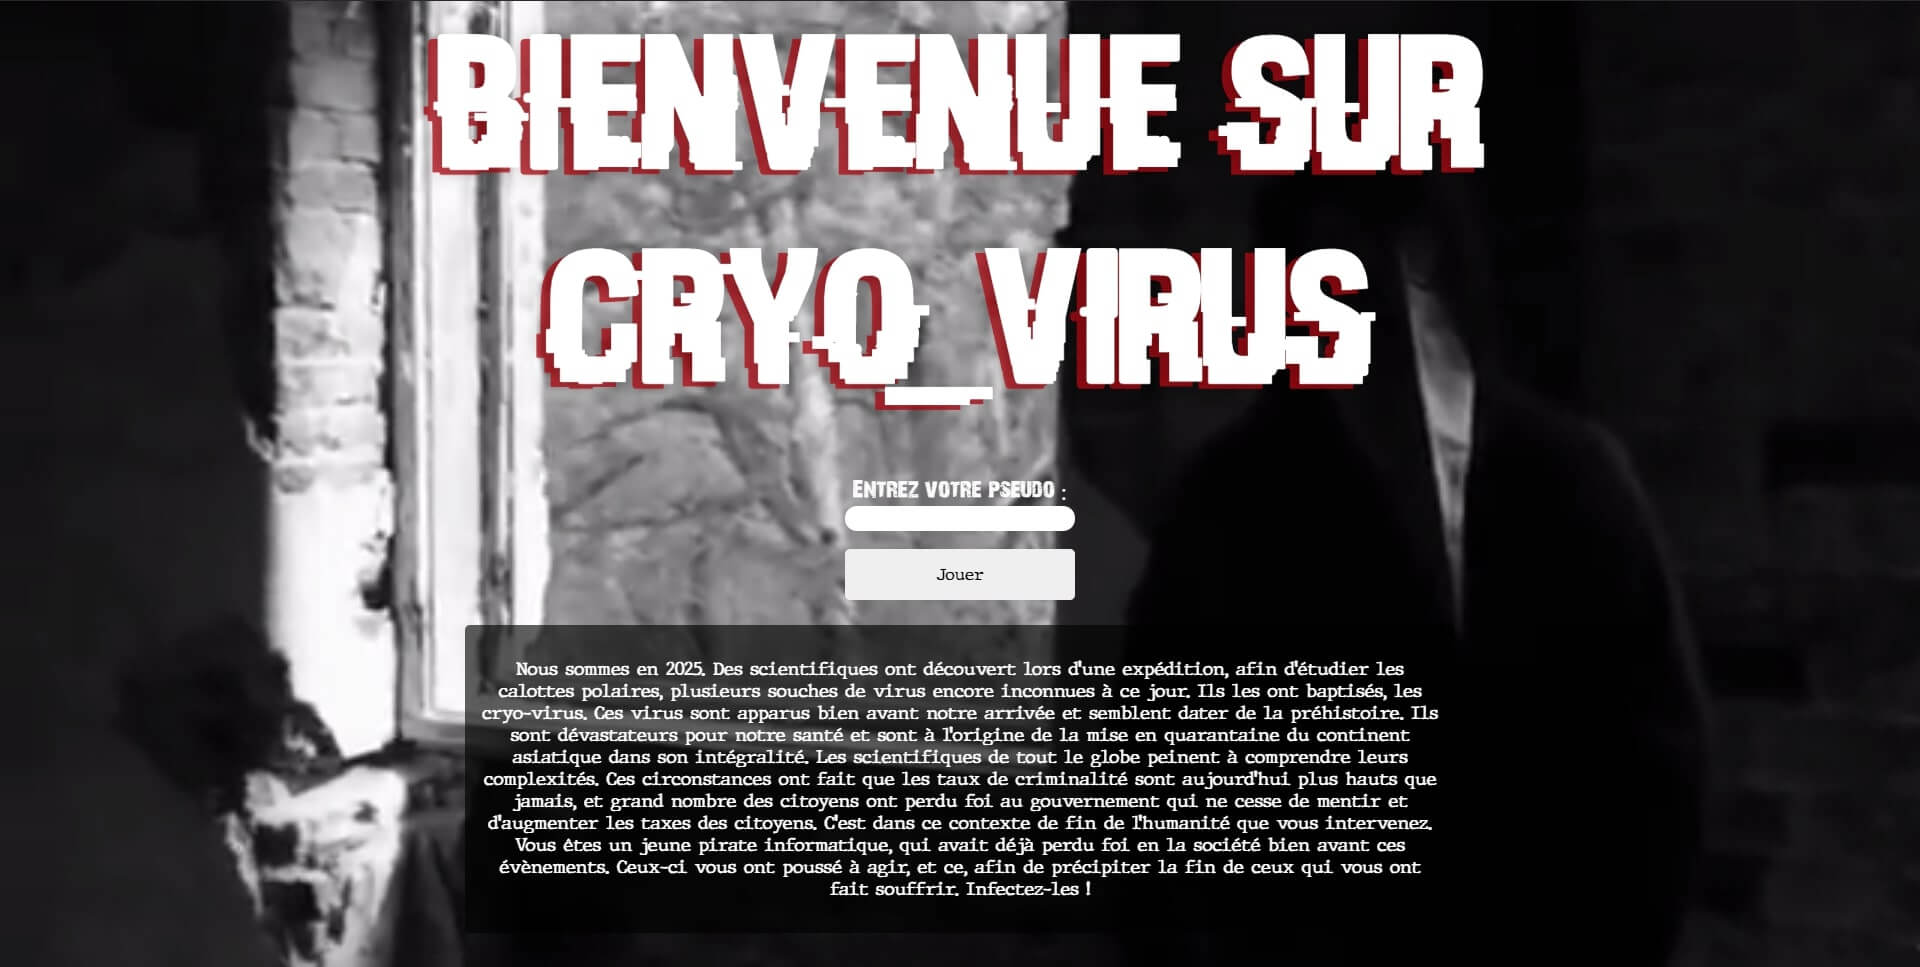 BIENVENUE SUR
CRYO_VIRUS
ENTREZ VOTRE PSEUDO :
Jouer
Nous sommes en 2025. Des scientifiques ont découvert lors d'une expédition, afin d'étudier les
calottes polaires, plusieurs souches de virus encore inconnues à ce jour. Ils les ont baptisés, les
cryo-virus. Ces virus sont apparus bien avant notre arrivée et semblent dater de la préhistoire. Ils
sont dévastateurs pour notre santé et sont à l'origine de la mise en quarantaine du continent
asiatique dans son intégralité. Les scientifiques de tout le globe peinent à comprendre leurs
complexités. Ces circonstances ont fait que les taux de criminalité sont aujourd'hui plus hauts que
jamais, et grand nombre des citoyens ont perdu foi au gouvernement qui ne cesse de mentir et
d'augmenter les taxes des citoyens. C'est dans ce contexte de fin de l'humanité que vous intervenez.
Vous êtes un jeune pirate informatique, qui avait déjà perdu foi en la société bien avant ces
évènements. Ceux-ci vous ont poussé à agir, et ce, afin de précipiter la fin de ceux qui vous ont
fait souffrir. Infectez-les !